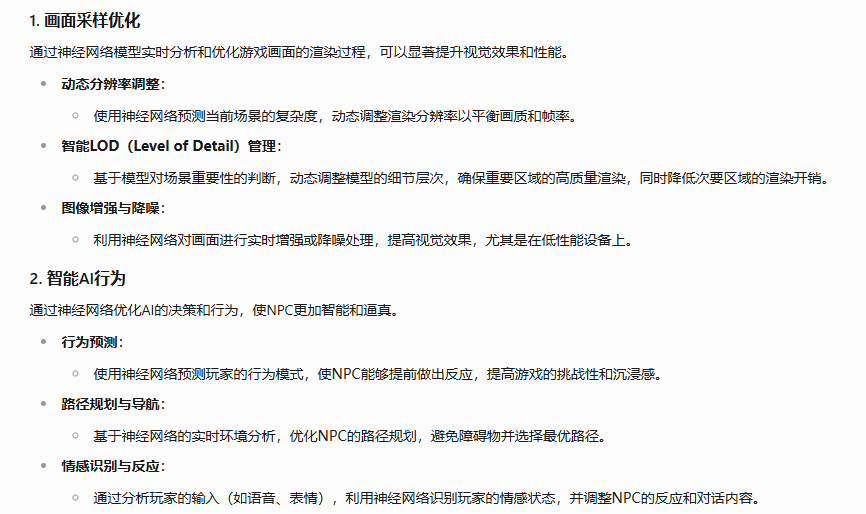 1. 画面采样优化
通过神经网络模型实时分析和优化游戏画面的渲染过程，可以显著提升视觉效果和性能。
动态分辨率调整：
使用神经网络预测当前场景的复杂度，动态调整渲染分辨率以平衡画质和帧率。
智能LOD（Level of Detail）管理：
基于模型对场景重要性的判断，动态调整模型的细节层次，确保重要区域的高质量渲染，同时降低次要区域的渲染开销。
图像增强与降噪：
利用神经网络对画面进行实时增强或降噪处理，提高视觉效果，尤其是在低性能设备上。
2. 智能AI行为
通过神经网络优化AI的决策和行为，使NPC更加智能和逼真。
行为预测：
使用神经网络预测玩家的行为模式，使NPC能够提前做出反应，提高游戏的挑战性和沉浸感。
路径规划与导航：
基于神经网络的实时环境分析，优化NPC的路径规划，避免障碍物并选择最优路径。
情感识别与反应：
通过分析玩家的输入（如语音、表情），利用神经网络识别玩家的情感状态，并调整NPC的反应和对话内容。